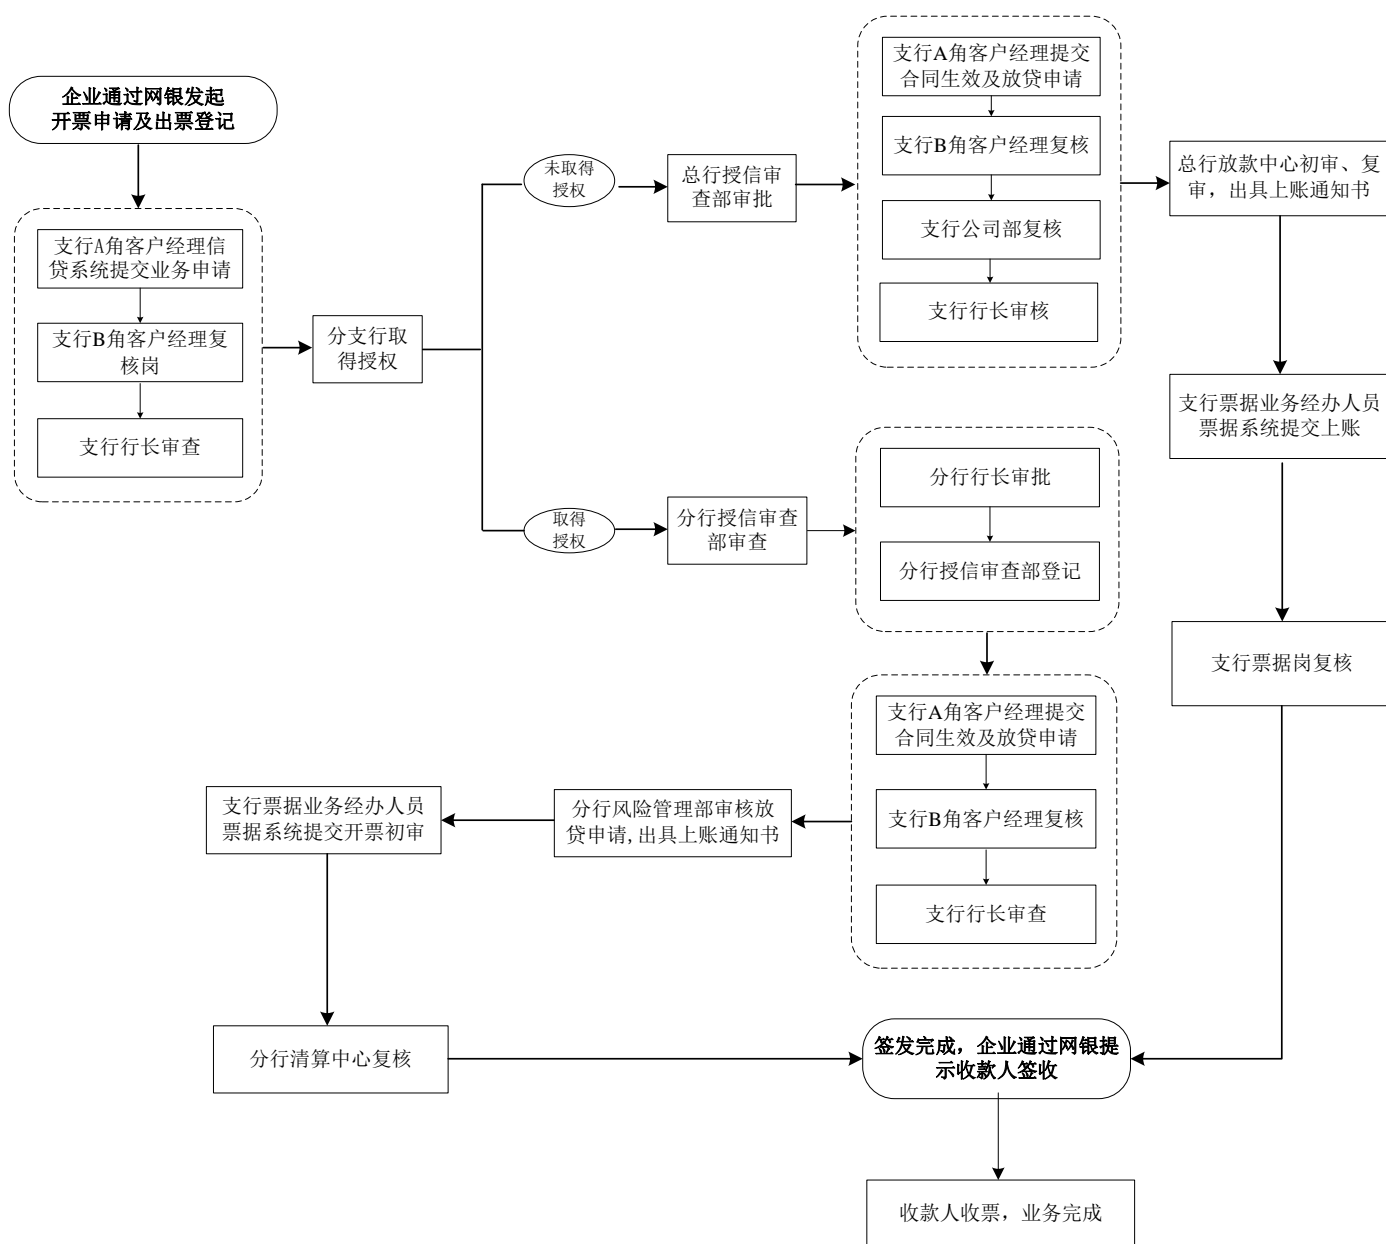 企业通过网银发起
开票申请及出票登记
支行A角客户经理信
贷系统提交业务申请
支行B角客户经理复
核岗
支行行长审查
分支行取
得授权
未取得
授权
总行授信审
查部审批
支行A角客户经理提交
合同生效及放贷申请
支行B角客户经理复核
支行公司部复核
支行行长审核
总行放款中心初审、复
审，出具上账通知书
支行票据业务经办人员
票据系统提交上账
支行票据岗复核
取得
授权
分行授信审查
部审查
分行行长审批
分行授信审查部登记
支行A角客户经理提交
合同生效及放贷申请
支行B角客户经理复核
支行行长审查
分行风险管理部审核放
贷申请,出具上账通知书
支行票据业务经办人员
票据系统提交开票初审
分行清算中心复核
签发完成，企业通过网银提
示收款人签收
收款人收票，业务完成